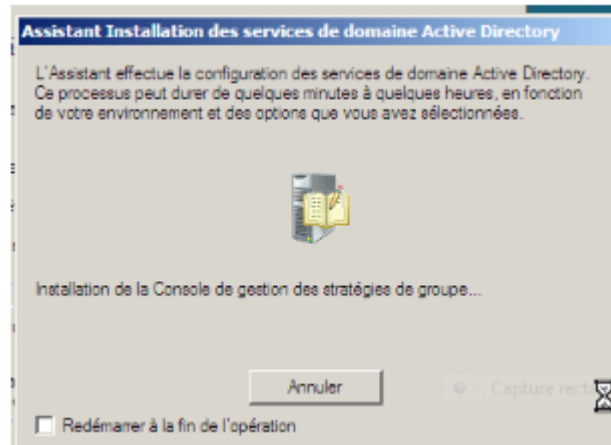 Assistant Installation des services de domaine Active Directory
L'Assistant effectue la configuration des services de domaine Active Directory.
Ce processus peut durer de quelques minutes à quelques heures, en fonction
de votre environnement et des options que vous avez sélectionnées.
Installation de la Console de gestion des stratégies de groupe...
Annuler
Capture
Redémarrer à la fin de l'opération